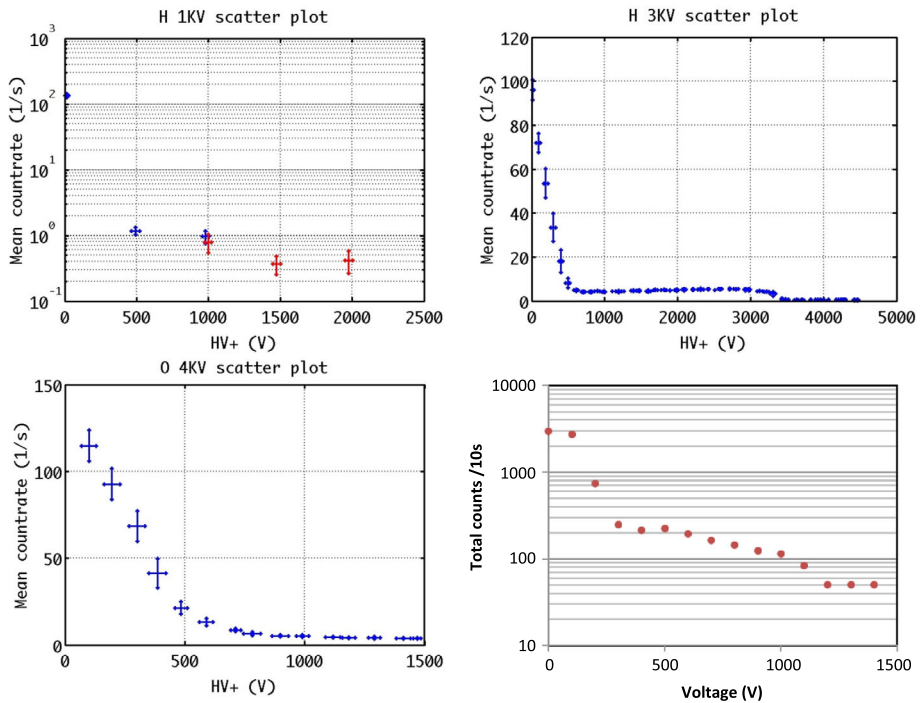 H 1KV scatter plot
Mean countrate (1/s)
10^3
10^2
10^1
10^0
10^-1
0 500 1000 1500 2000 2500
HV+ (V)
H 3KV scatter plot
Mean countrate (1/s)
120
100
80
60
40
20
0
0 1000 2000 3000 4000 5000
HV+ (V)
O 4KV scatter plot
Mean countrate (1/s)
150
100
50
0
0 500 1000 1500
HV+ (V)
Total counts /10s
10000
1000
100
10
0 500 1000 1500
Voltage (V)